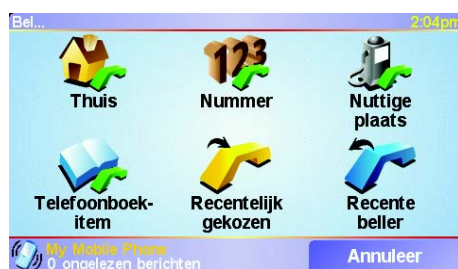 Bel... 2:04pm
123
Thuis Nummer Nuttige
plaats
Telefoonboek- Recentelijk Recente
item gekozen beller
My Mobile Phone
0 ongelezen berichten Annuleer